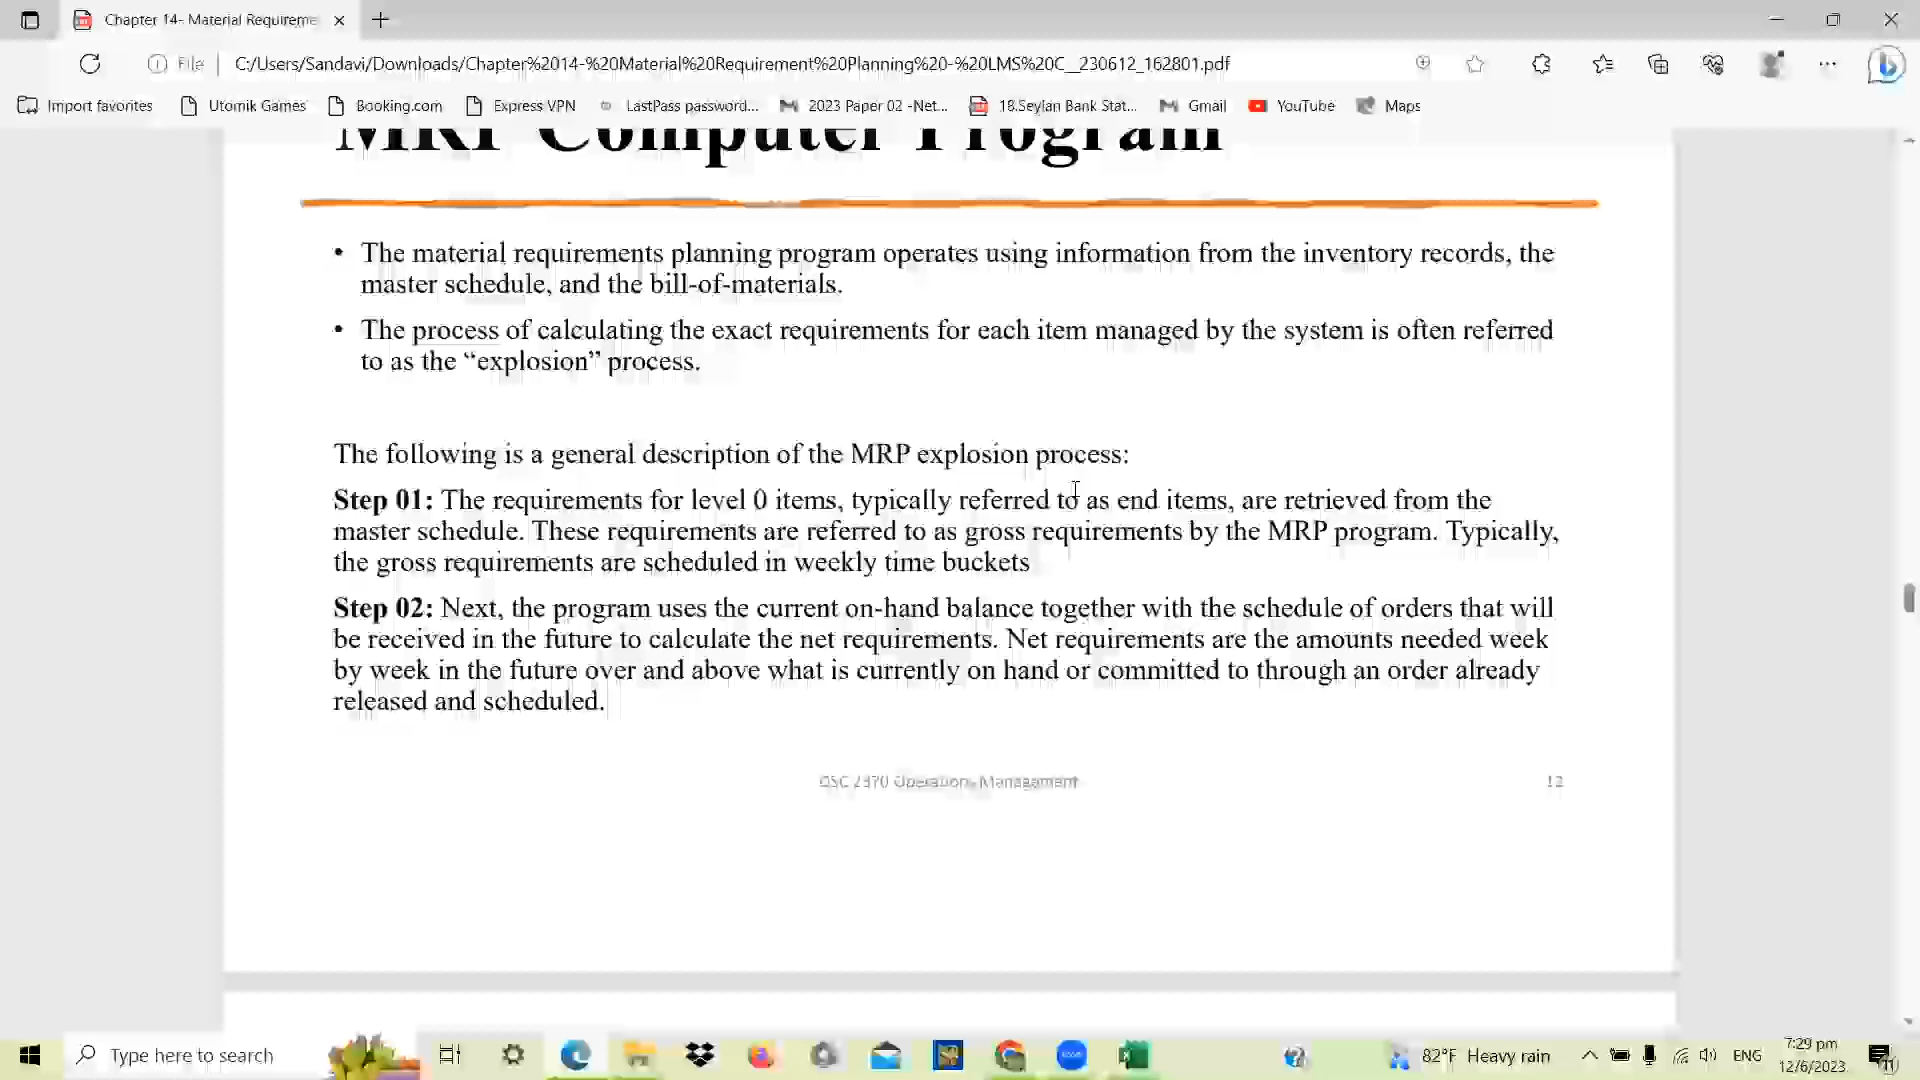 Chapter 14- Material Requireme
File
C:/Users/Sandavi/Downloads/Chapter%2014-%20Material%20Requirement%20Planning%20-%20LMS%20C__230612_162801.pdf
Import favorites Utomik Games Booking.com Express VPN LastPass password... 2023 Paper 02 -Net... 18.Seylan Bank Stat... Gmail YouTube Maps
MRP Computer Program
• The material requirements planning program operates using information from the inventory records, the
master schedule, and the bill-of-materials.
• The process of calculating the exact requirements for each item managed by the system is often referred
to as the “explosion” process.
The following is a general description of the MRP explosion process:
Step 01: The requirements for level 0 items, typically referred to as end items, are retrieved from the
master schedule. These requirements are referred to as gross requirements by the MRP program. Typically,
the gross requirements are scheduled in weekly time buckets
Step 02: Next, the program uses the current on-hand balance together with the schedule of orders that will
be received in the future to calculate the net requirements. Net requirements are the amounts needed week
by week in the future over and above what is currently on hand or committed to through an order already
released and scheduled.
2370 Operations Management
Type here to search
82°F Heavy rain
ENG
7:29 pm
12/6/2023